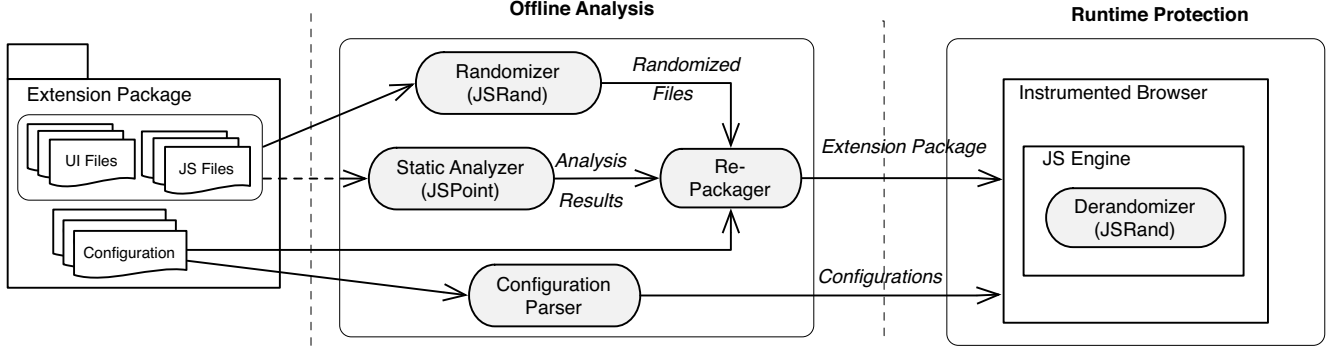 Offline Analysis
Runtime Protection
Extension Package
UI Files
JS Files
Configuration
Randomizer
(JSRand)
Randomized
Files
Static Analyzer
(JSPoint)
Analysis
Results
Re-
Packager
Configuration
Parser
Extension Package
Configurations
Instrumented Browser
JS Engine
Derandomizer
(JSRand)